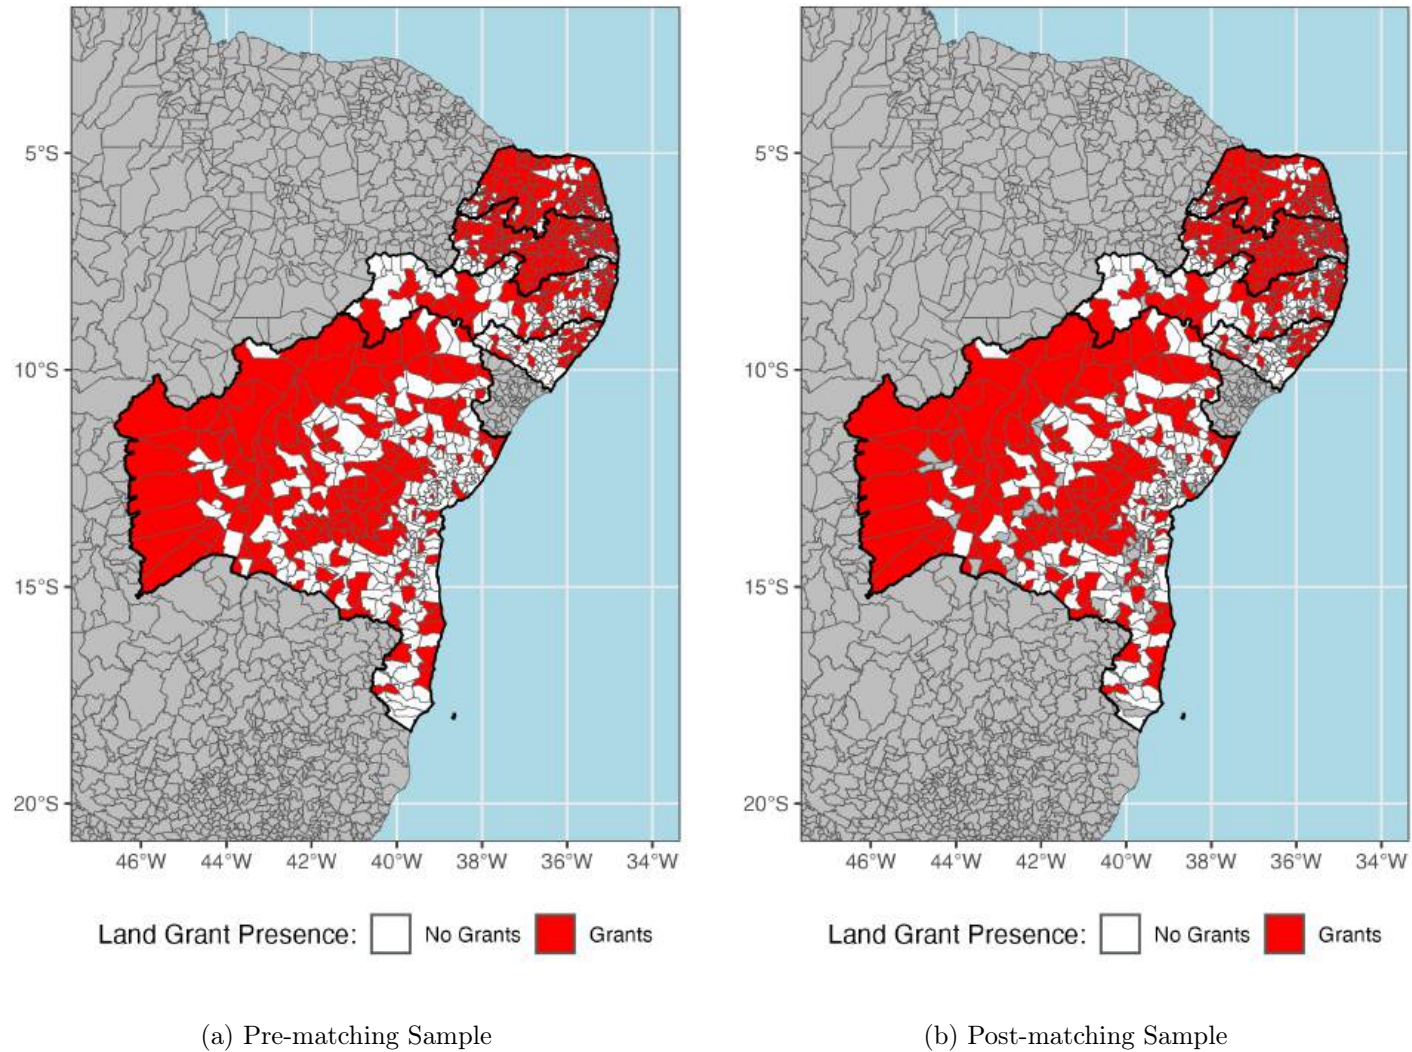 5°S
10°S
15°S
20°S
46°W 44°W 42°W 40°W 38°W 36°W 34°W
Land Grant Presence: No Grants Grants
(a) Pre-matching Sample
5°S
10°S
15°S
20°S
46°W 44°W 42°W 40°W 38°W 36°W 34°W
Land Grant Presence: No Grants Grants
(b) Post-matching Sample